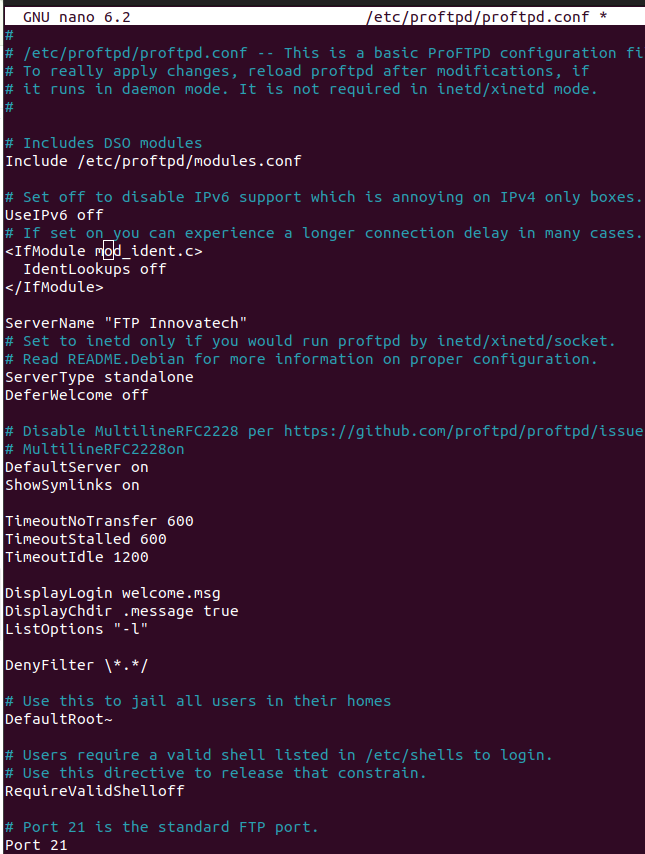 GNU nano 6.2 /etc/proftpd/proftpd.conf *
#
# /etc/proftpd/proftpd.conf -- This is a basic ProFTPD configuration fi
# To really apply changes, reload proftpd after modifications, if
# it runs in daemon mode. It is not required in inetd/xinetd mode.
#
# Includes DSO modules
Include /etc/proftpd/modules.conf
# Set off to disable IPv6 support which is annoying on IPv4 only boxes.
UseIPv6 off
# If set on you can experience a longer connection delay in many cases.
<IfModule mod_ident.c>
IdentLookups off
</IfModule>
ServerName "FTP Innovatech"
# Set to inetd only if you would run proftpd by inetd/xinetd/socket.
# Read README.Debian for more information on proper configuration.
ServerType standalone
DeferWelcome off
# Disable MultilineRFC2228 per https://github.com/proftpd/proftpd/issue
# MultilineRFC2228on
DefaultServer on
ShowSymlinks on
TimeoutNoTransfer 600
TimeoutStalled 600
TimeoutIdle 1200
DisplayLogin welcome.msg
DisplayChdir .message true
ListOptions "-l"
DenyFilter \*.*/
# Use this to jail all users in their homes
DefaultRoot~
# Users require a valid shell listed in /etc/shells to login.
# Use this directive to release that constrain.
RequireValidShelloff
# Port 21 is the standard FTP port.
Port 21